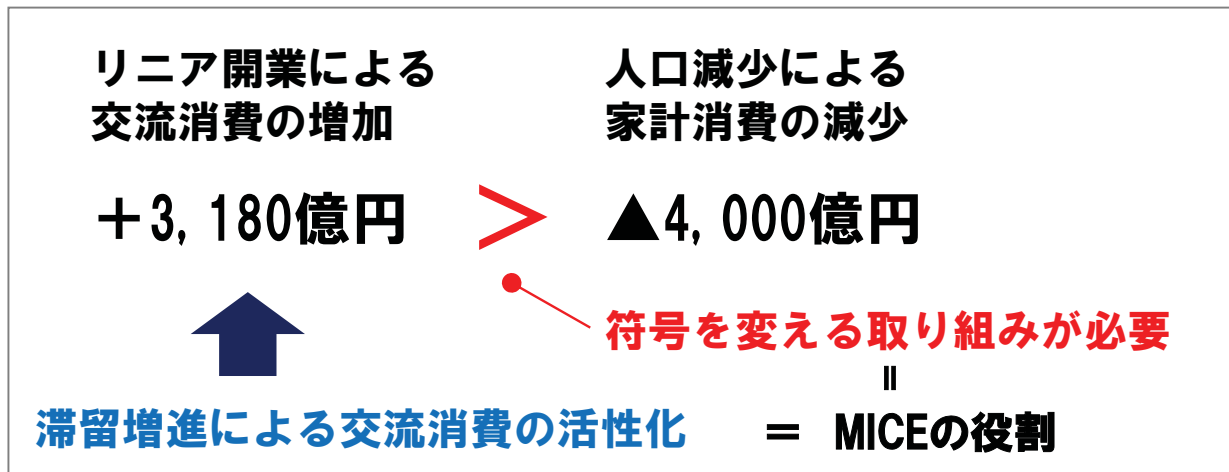 リニア開業による
交流消費の増加
人口減少による
家計消費の減少
＋3,180億円 > ▲4,000億円
符号を変える取り組みが必要
॥
滞留増進による交流消費の活性化 ＝ MICEの役割